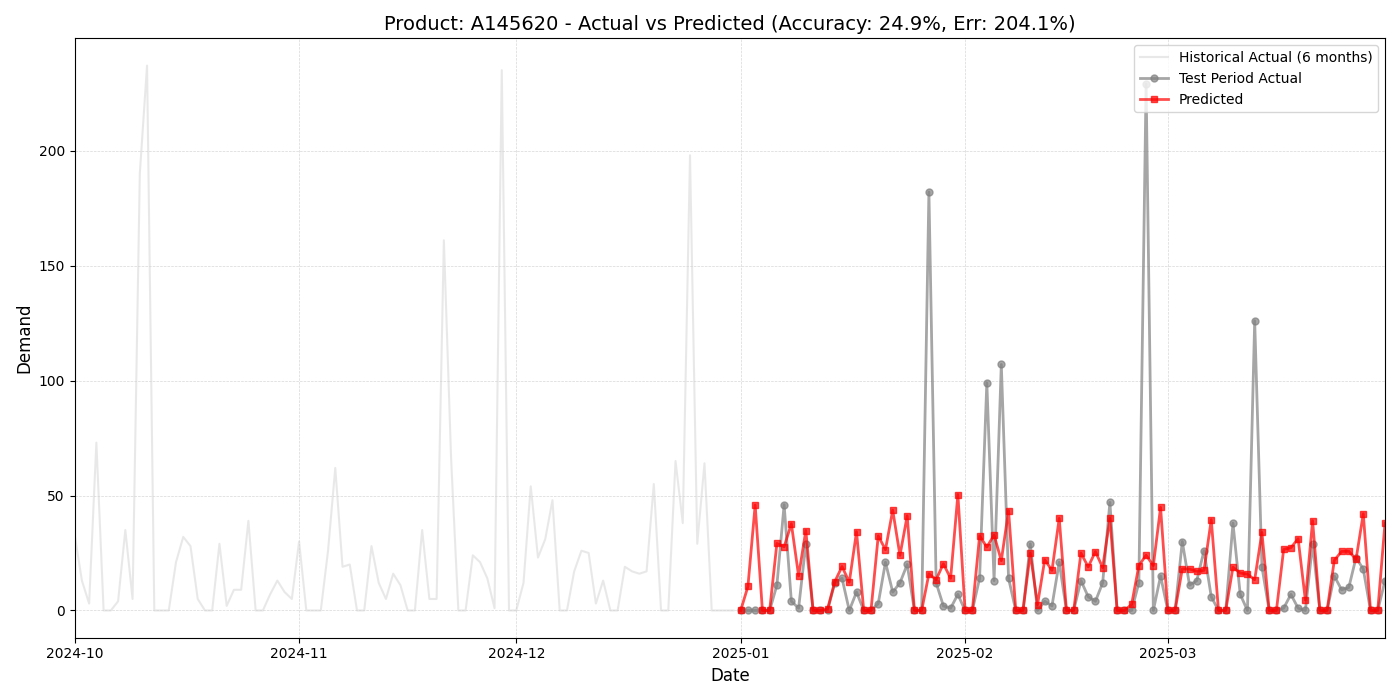 Product: A145620 - Actual vs Predicted (Accuracy: 24.9%, Err: 204.1%)
Historical Actual (6 months)
Test Period Actual
Predicted
Demand
200
150
100
50
0
2024-10
2024-11
2024-12
2025-01
2025-02
2025-03
Date